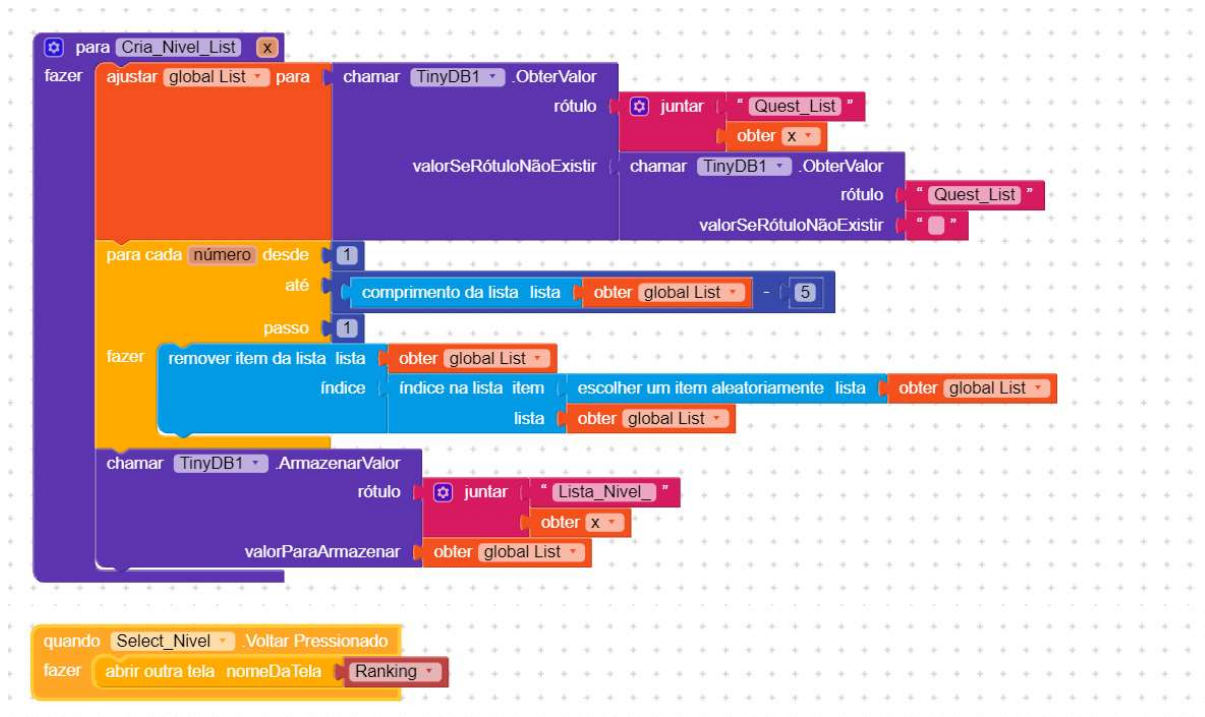 para Cria_Nivel_List x
fazer ajustar global List para chamar TinyDB1 .ObterValor
rótulo juntar " Quest_List "
obter x
valorSeRótuloNãoExistir chamar TinyDB1 .ObterValor
rótulo " Quest_List "
valorSeRótuloNãoExistir " "
para cada número desde 1
até comprimento da lista lista obter global List - 5
passo 1
fazer remover item da lista lista obter global List
índice índice na lista item escolher um item aleatoriamente lista obter global List
lista obter global List
chamar TinyDB1 .ArmazenarValor
rótulo juntar " Lista_Nivel_ "
obter x
valorParaArmazenar obter global List
quando Select_Nivel .Voltar Pressionado
fazer abrir outra tela nomeDaTela Ranking